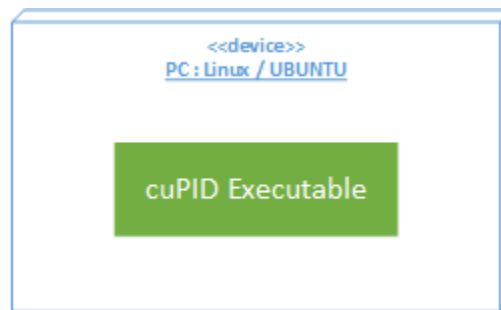 <<device>>
PC : Linux / UBUNTU
cuPID Executable